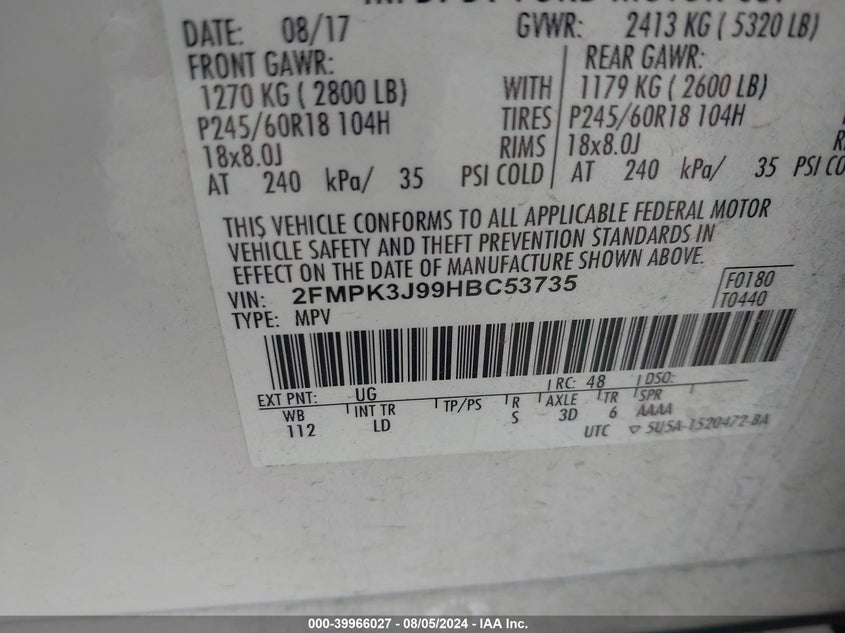 DATE: 08/17 GVWR: 2413 KG ( 5320 LB)
FRONT GAWR: REAR GAWR:
1270 KG ( 2800 LB) WITH 1179 KG ( 2600 LB)
P245/60R18 104H TIRES P245/60R18 104H
18x8.0J RIMS 18x8.0J
AT 240 kPa/ 35 PSI COLD AT 240 kPa/ 35 PSI CO
THIS VEHICLE CONFORMS TO ALL APPLICABLE FEDERAL MOTOR
VEHICLE SAFETY AND THEFT PREVENTION STANDARDS IN
EFFECT ON THE DATE OF MANUFACTURE SHOWN ABOVE.
VIN: 2FMPK3J99HBC53735 F0180
TYPE: MPV T0440
EXT PNT: UG RC: 48 DSO:
WB INT TR TP/PS R AXLE TR SPR
112 LD S 3D 6 AAAA
UTC ▽ 5U5A-1520472-BA
000-39966027 - 08/05/2024 - IAA Inc.